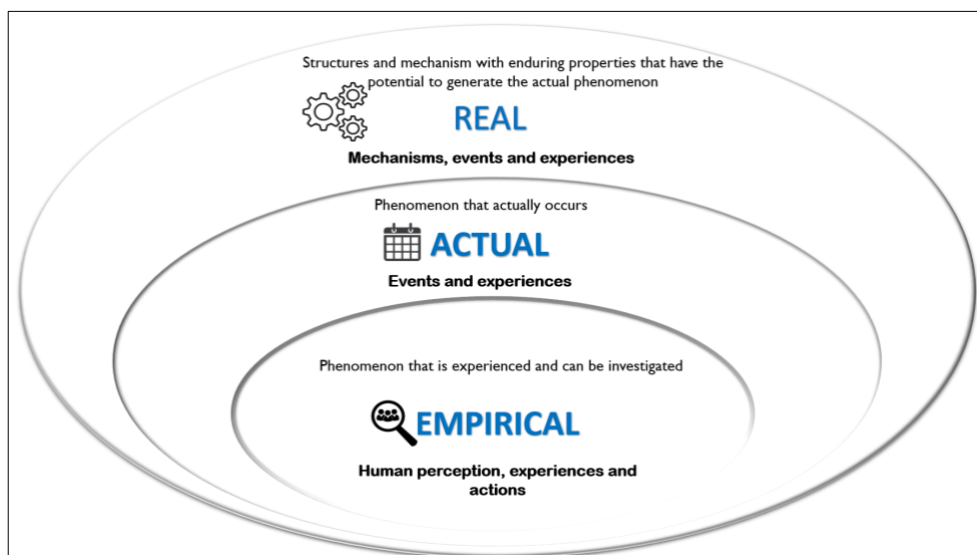 Structures and mechanism with enduring properties that have the
potential to generate the actual phenomenon
REAL
Mechanisms, events and experiences
Phenomenon that actually occurs
ACTUAL
Events and experiences
Phenomenon that is experienced and can be investigated
EMPIRICAL
Human perception, experiences and
actions